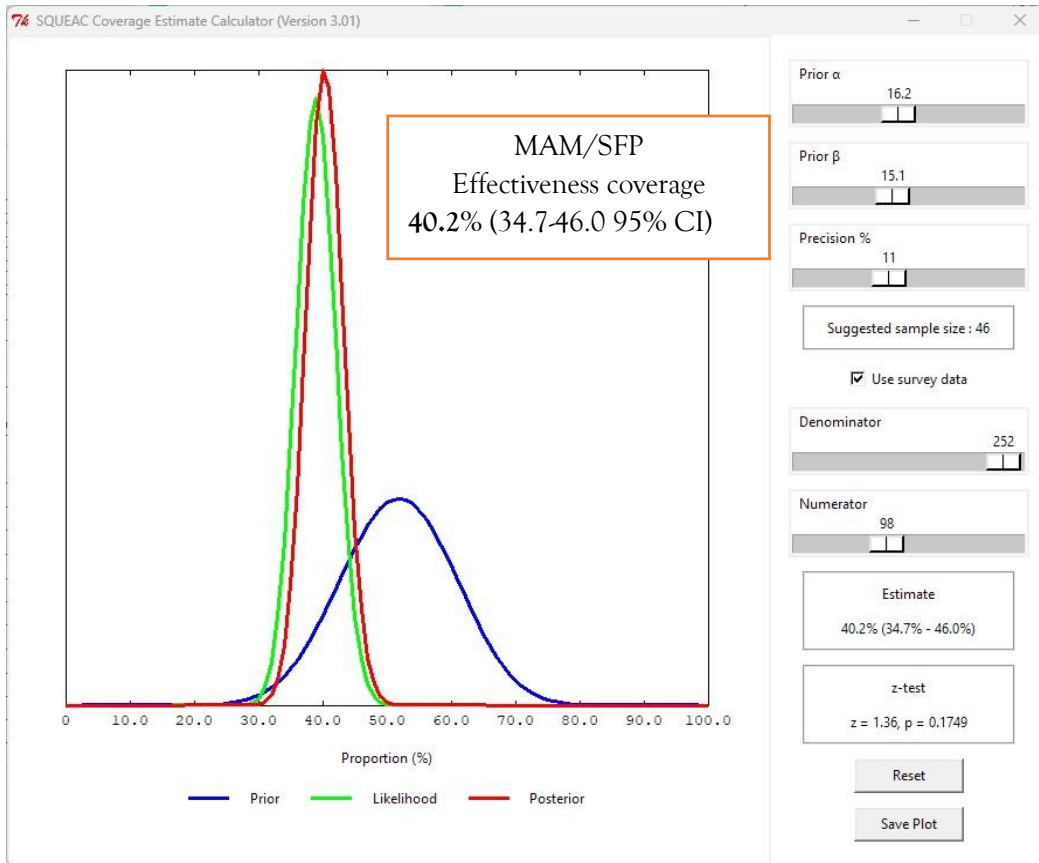 SQUEAC Coverage Estimate Calculator (Version 3.01)
MAM/SFP
Effectiveness coverage
40.2% (34.7-46.0 95% CI)
0 10.0 20.0 30.0 40.0 50.0 60.0 70.0 80.0 90.0 100.0
Proportion (%)
Prior Likelihood Posterior
Prior α
16.2
Prior β
15.1
Precision %
11
Suggested sample size : 46
Use survey data
Denominator
252
Numerator
98
Estimate
40.2% (34.7% - 46.0%)
z-test
z = 1.36, p = 0.1749
Reset
Save Plot